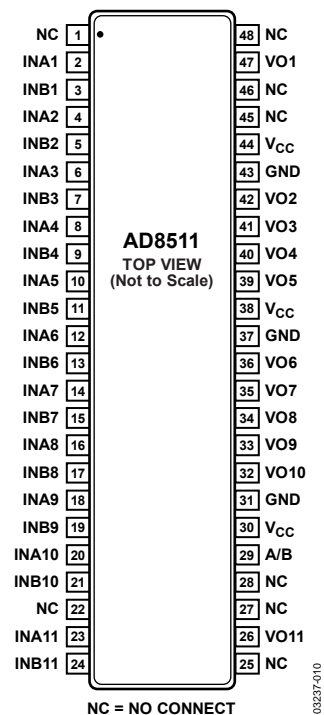 NC 1 48 NC
INA1 2 47 VO1
INB1 3 46 NC
INA2 4 45 NC
INB2 5 44 VCC
INA3 6 43 GND
INB3 7 42 VO2
INA4 8 41 VO3
INB4 9 40 VO4
INA5 10 39 VO5
INB5 11 38 VCC
INA6 12 37 GND
INB6 13 36 VO6
INA7 14 35 VO7
INB7 15 34 VO8
INA8 16 33 VO9
INB8 17 32 VO10
INA9 18 31 GND
INB9 19 30 VCC
INA10 20 29 A/B
INB10 21 28 NC
NC 22 27 NC
INA11 23 26 VO11
INB11 24 25 NC
AD8511
TOP VIEW
(Not to Scale)
NC = NO CONNECT
03237-010